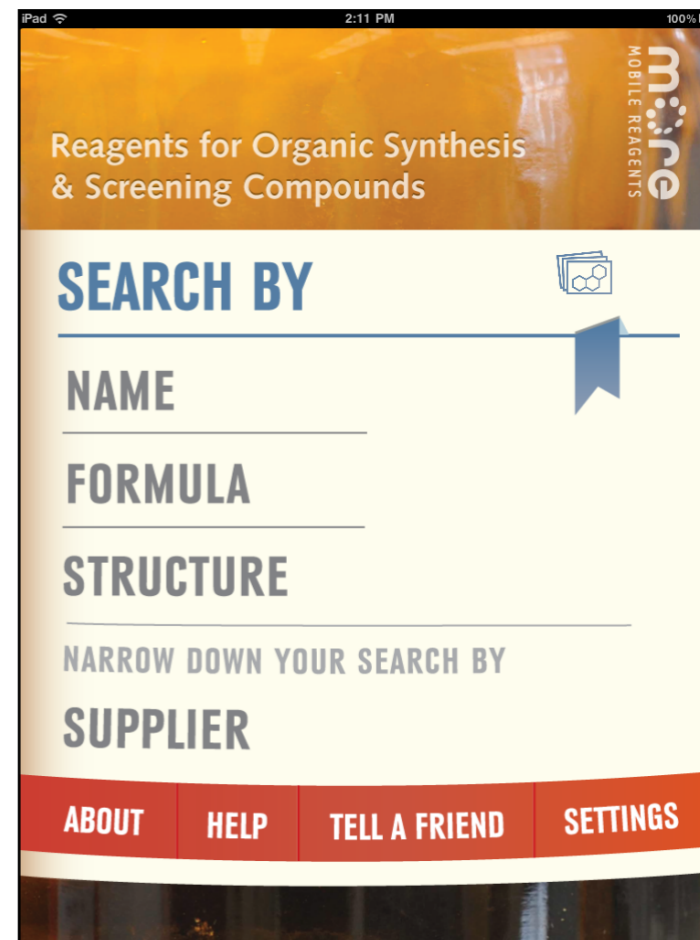 iPad 2:11 PM 100%
more
MOBILE REAGENTS
Reagents for Organic Synthesis
& Screening Compounds
SEARCH BY
NAME
FORMULA
STRUCTURE
NARROW DOWN YOUR SEARCH BY
SUPPLIER
ABOUT HELP TELL A FRIEND SETTINGS